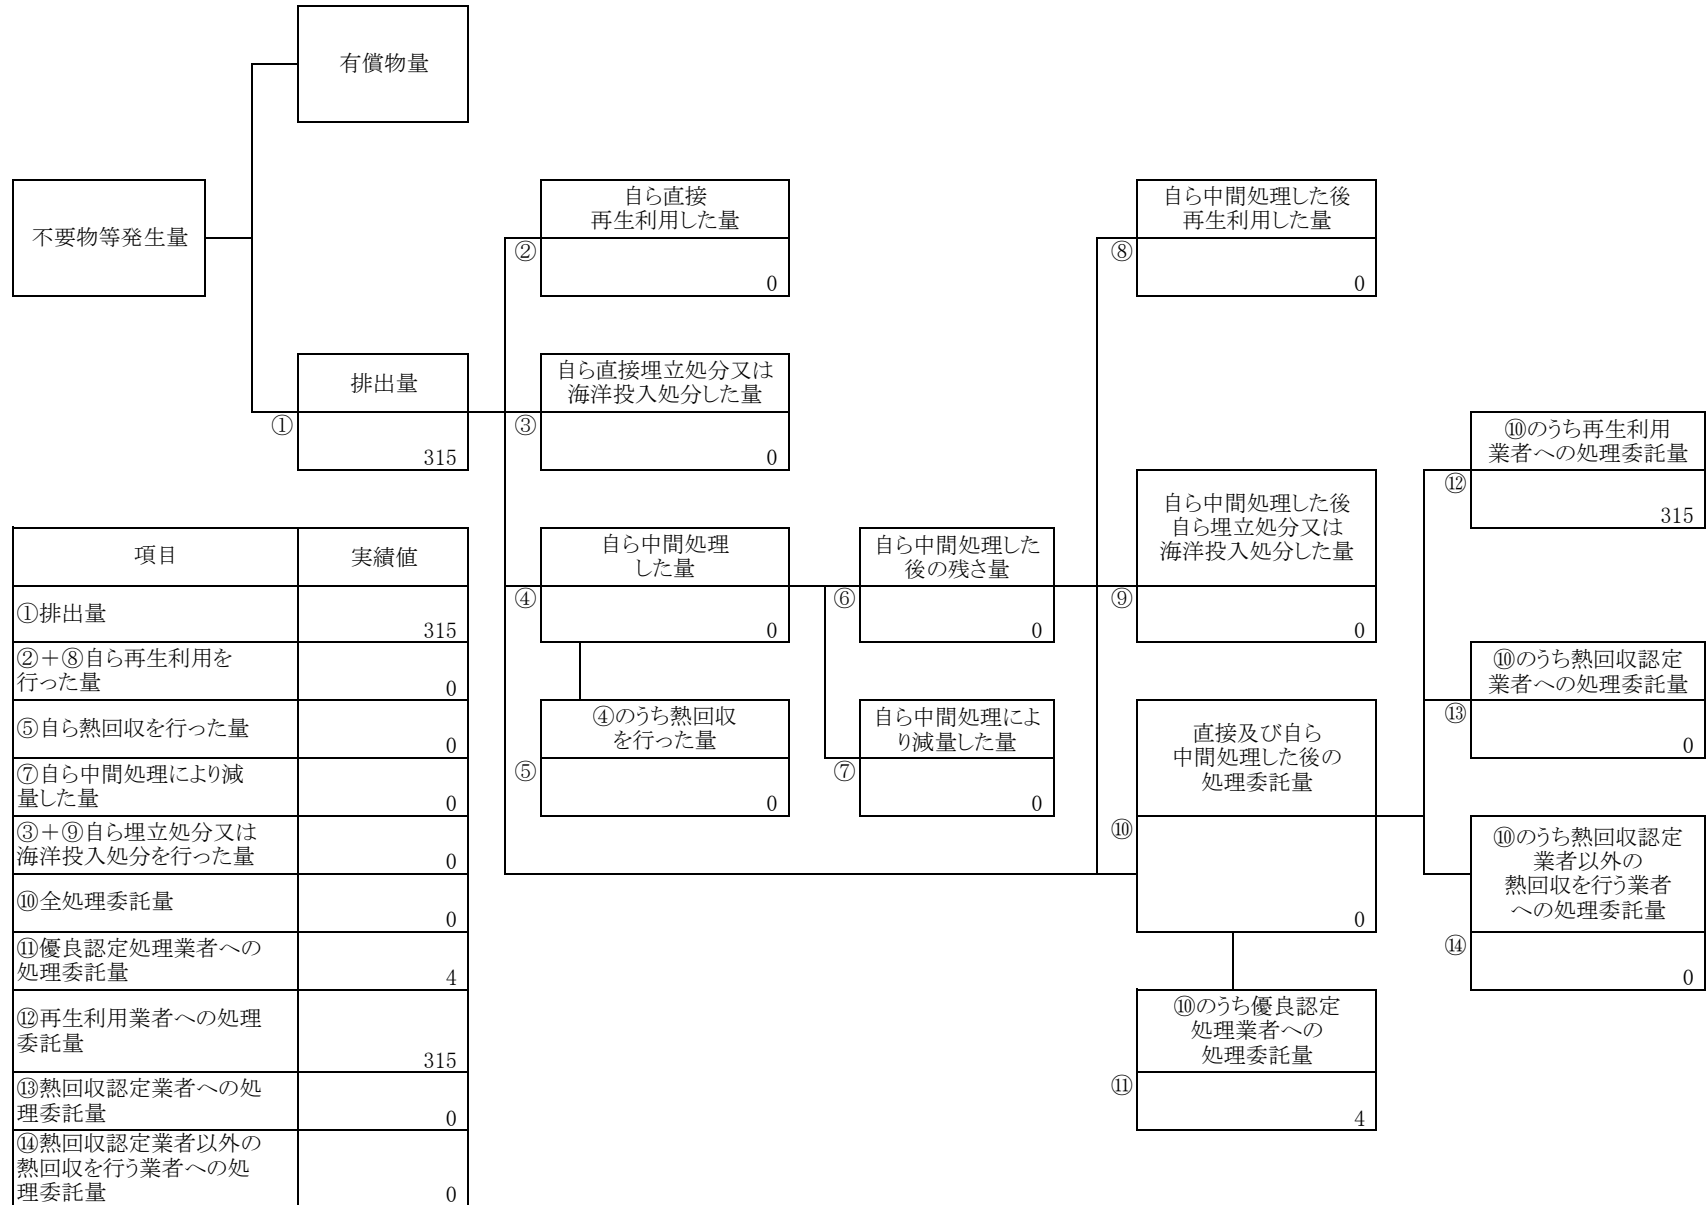 有償物量
不要物等発生量
自ら直接
再生利用した量
②
0
自ら中間処理した後
再生利用した量
⑧
0
排出量
①
315
自ら直接埋立処分又は
海洋投入処分した量
③
0
⑩のうち再生利用
業者への処理委託量
⑫
315
自ら中間処理した後
自ら埋立処分又は
海洋投入処分した量
⑨
0
自ら中間処理
した量
④
0
自ら中間処理した
後の残さ量
⑥
0
⑩のうち熱回収認定
業者への処理委託量
⑬
0
④のうち熱回収
を行った量
⑤
0
自ら中間処理によ
り減量した量
⑦
0
直接及び自ら
中間処理した後の
処理委託量
⑩
0
⑩のうち熱回収認定
業者以外の
熱回収を行う業者
への処理委託量
⑭
0
⑩のうち優良認定
処理業者への
処理委託量
⑪
4
項目 実績値
①排出量
315
②＋⑧自ら再生利用を
行った量
0
⑤自ら熱回収を行った量
0
⑦自ら中間処理により減
量した量
0
③＋⑨自ら埋立処分又は
海洋投入処分を行った量
0
⑩全処理委託量
0
⑪優良認定処理業者への
処理委託量
4
⑫再生利用業者への処理
委託量
315
⑬熱回収認定業者への処
理委託量
0
⑭熱回収認定業者以外の
熱回収を行う業者への処
理委託量
0